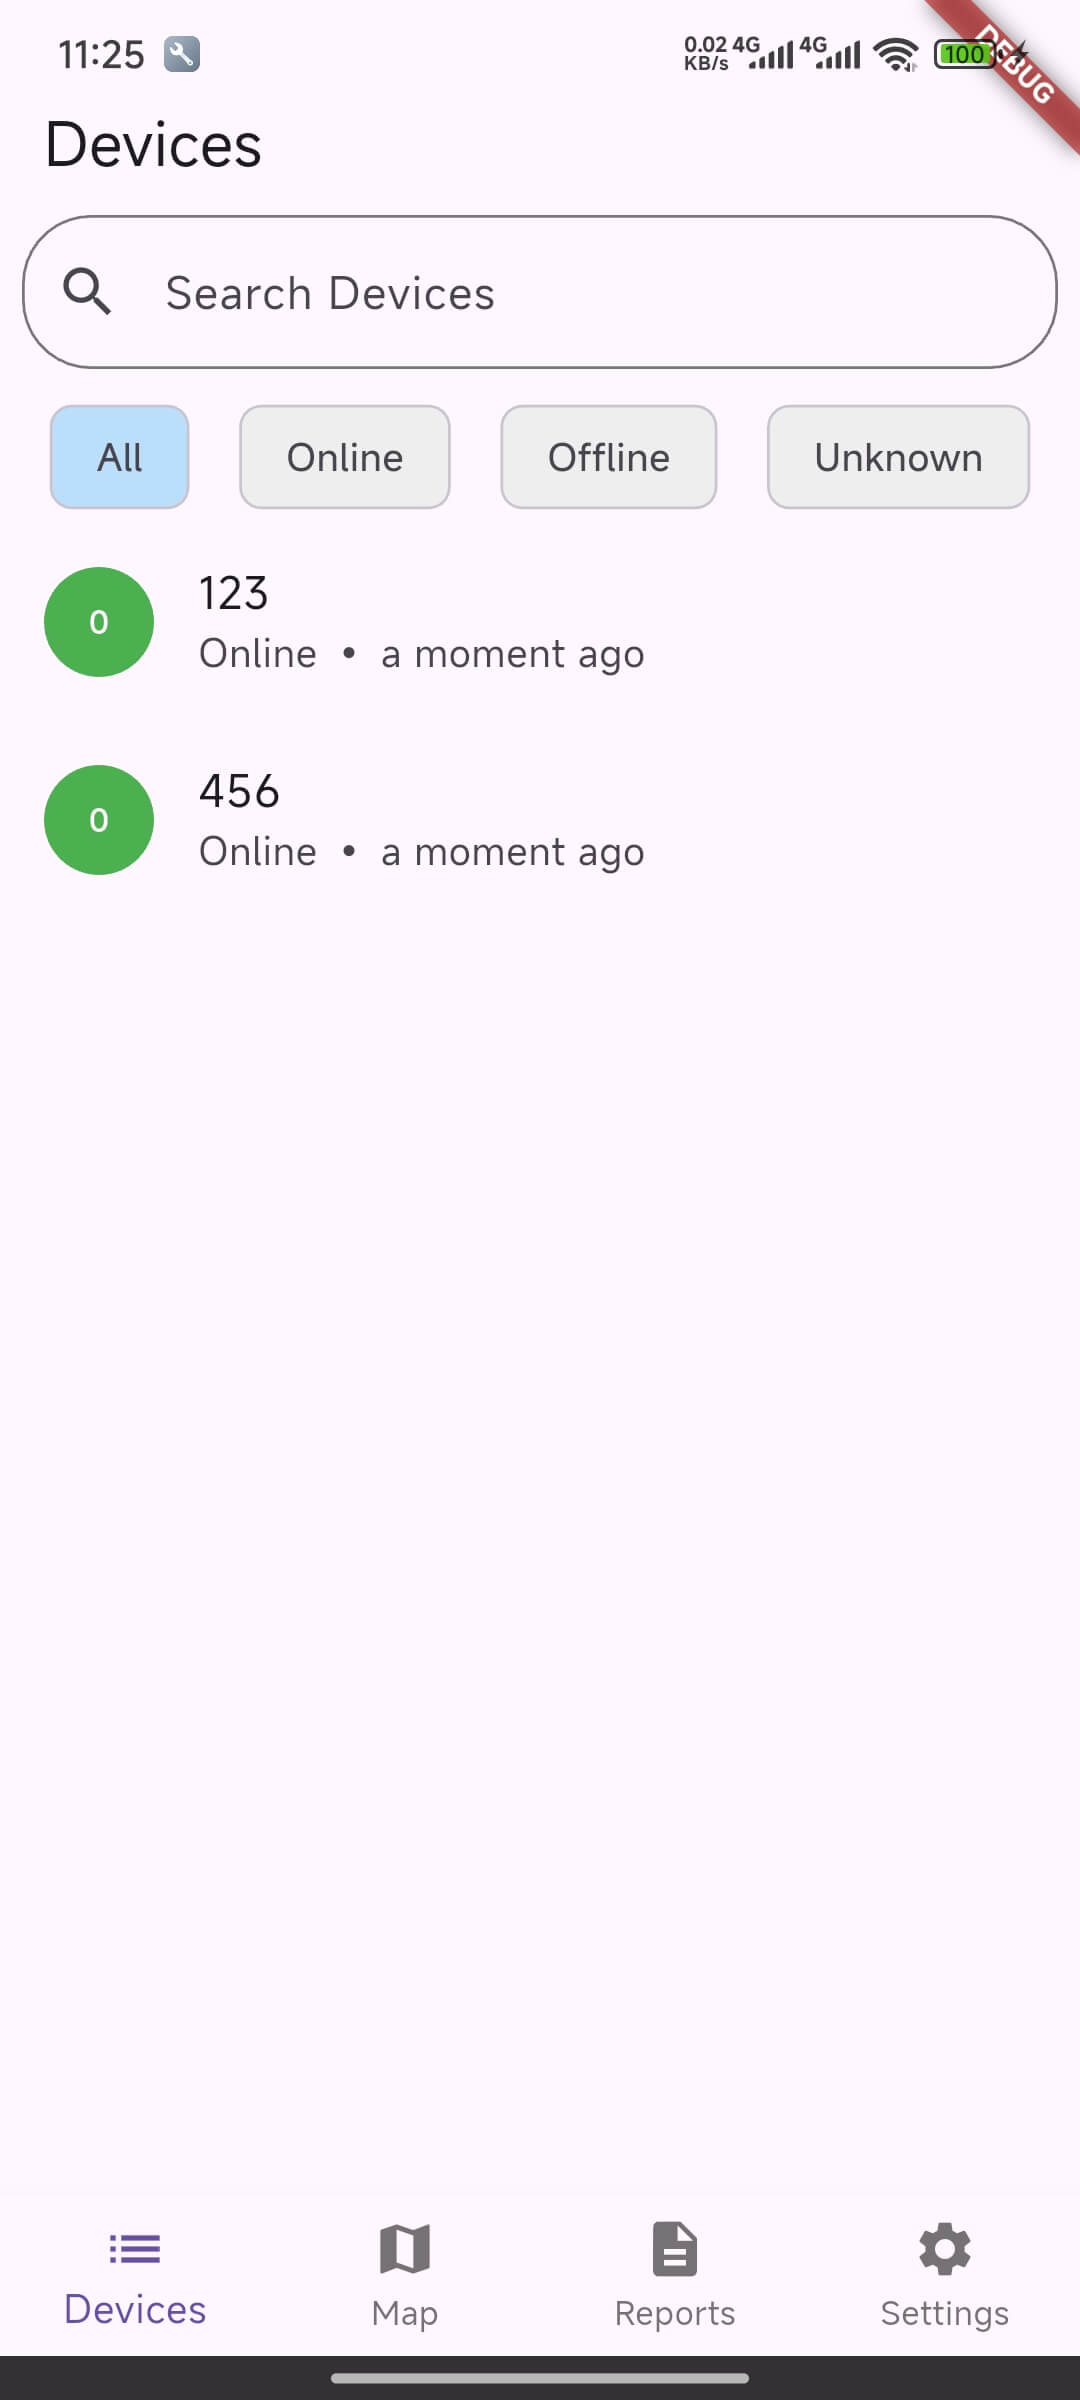 11:25
0.02 KB/s 4G 4G 100
DEBUG
Devices
Search Devices
All Online Offline Unknown
0 123
Online • a moment ago
0 456
Online • a moment ago
Devices Map Reports Settings